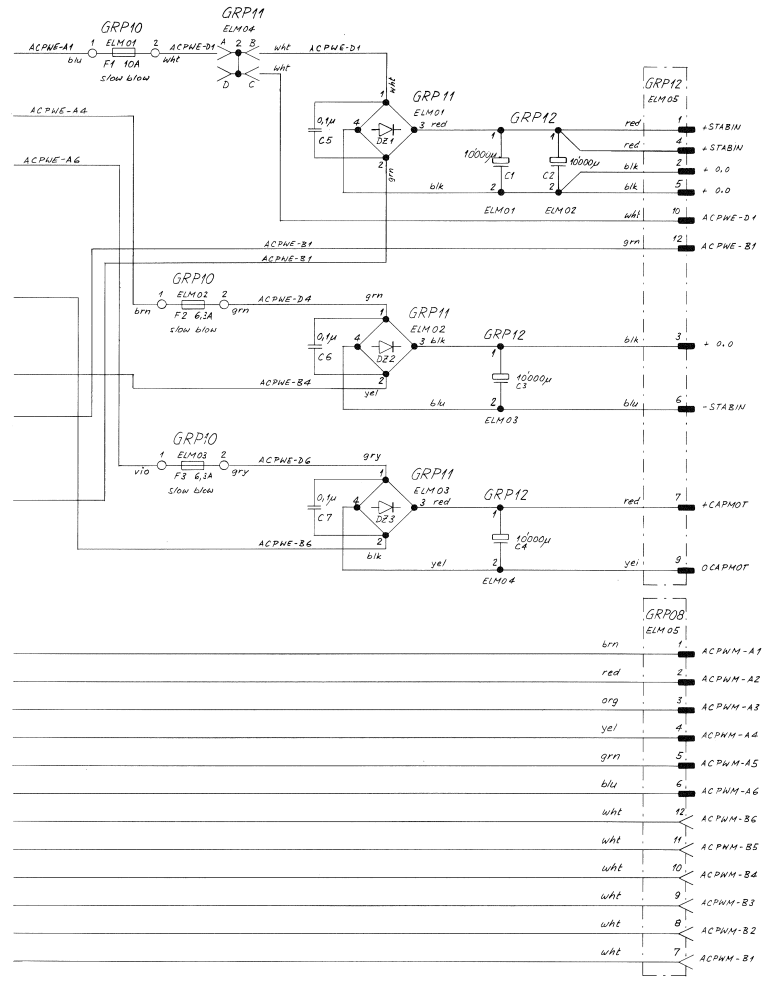 GRP10
GRP11
ELM01
ELM04
ACPWE-A1
1
2
ACPWE-D1
A
2
B
wht
ACPWE-D1
blu
F1 10A
wht
slow blow
D
C
wht
wht
GRP12
ELM05
ACPWE-A4
1
GRP11
ELM01
0,1µ
C5
4
DZ1
3
red
GRP12
1
1
red
1
+STABIN
10'000µ
C1
C2
10000µ
red
4
+STABIN
ACPWE-A6
2
grn
blk
2
+ 0.0
blk
2
2
blk
5
+ 0.0
ELM01
ELM02
wht
10
ACPWE-D1
ACPWE-B1
grn
12
ACPWE-B1
ACPWE-B1
GRP10
1
ELM02
2
ACPWE-D4
grn
brn
F2 6,3A
grn
slow blow
1
GRP11
ELM02
0,1µ
C6
4
DZ2
3
blk
GRP12
1
blk
3
+ 0.0
2
10'000µ
C3
ACPWE-B4
yel
blu
2
blu
6
-STABIN
ELM03
GRP10
1
ELM03
2
ACPWE-D6
gry
vio
F3 6,3A
gry
slow blow
1
GRP11
ELM03
0,1µ
C7
4
DZ3
3
red
GRP12
1
red
7
+CAPMOT
2
10'000µ
C4
ACPWE-B6
blk
yel
2
yel
9
0CAPMOT
ELM04
GRP08
ELM05
brn
1
ACPWM-A1
red
2
ACPWM-A2
org
3
ACPWM-A3
yel
4
ACPWM-A4
grn
5
ACPWM-A5
blu
6
ACPWM-A6
wht
12
ACPWM-B6
wht
11
ACPWM-B5
wht
10
ACPWM-B4
wht
9
ACPWM-B3
wht
8
ACPWM-B2
wht
7
ACPWM-B1